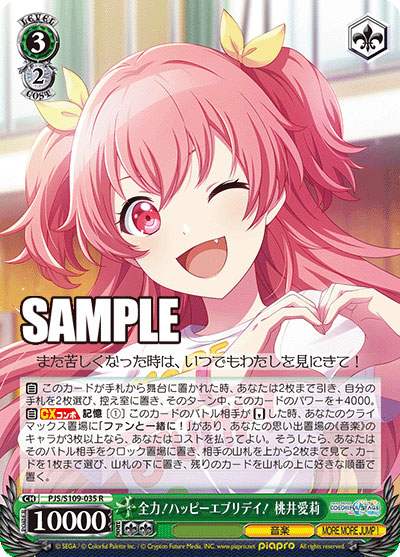 LEVEL
3
2
COST
SAMPLE
また苦しくなった時は、いつでもわたしを見にきて！
自 このカードが手札から舞台に置かれた時、あなたは2枚まで引き、自分の
手札を2枚選び、控え室に置き、そのターン中、このカードのパワーを+4000。
自 CXコンボ 記憶 [①] このカードのバトル相手が した時、あなたのクライ
マックス置場に「ファンと一緒に！」があり、あなたの思い出置場の《音楽》の
キャラが3枚以上なら、あなたはコストを払ってよい。そうしたら、あなたは
そのバトル相手をクロック置場に置き、相手の山札を上から2枚まで見て、カー
ドを1枚まで選び、山札の下に置き、残りのカードを山札の上に好きな順番で
置く。
CH PJS/S109-035 R
POWER
10000
全力！ハッピーエブリデイ！ 桃井愛莉
COLORFUL STAGE!
音楽
MORE MORE JUMP！
© SEGA / © Colorful Palette Inc. / © Crypton Future Media, INC. www.piapro.net piapro